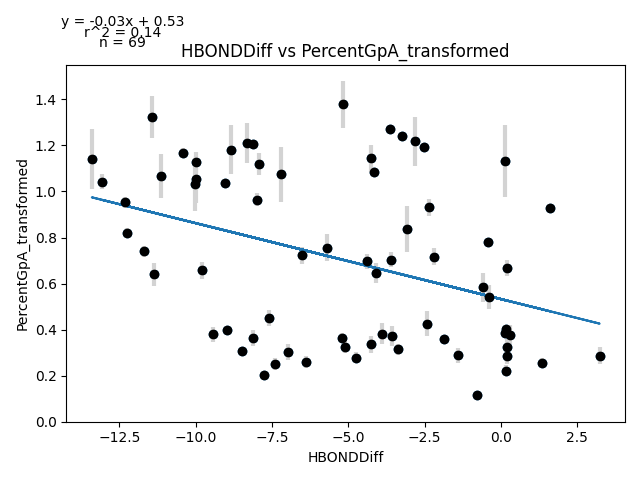 y = -0.03x + 0.53
r^2 = 0.14
n = 69
HBONDDiff vs PercentGpA_transformed
PercentGpA_transformed
1.4
1.2
1.0
0.8
0.6
0.4
0.2
0.0
−12.5 −10.0 −7.5 −5.0 −2.5 0.0 2.5
HBONDDiff